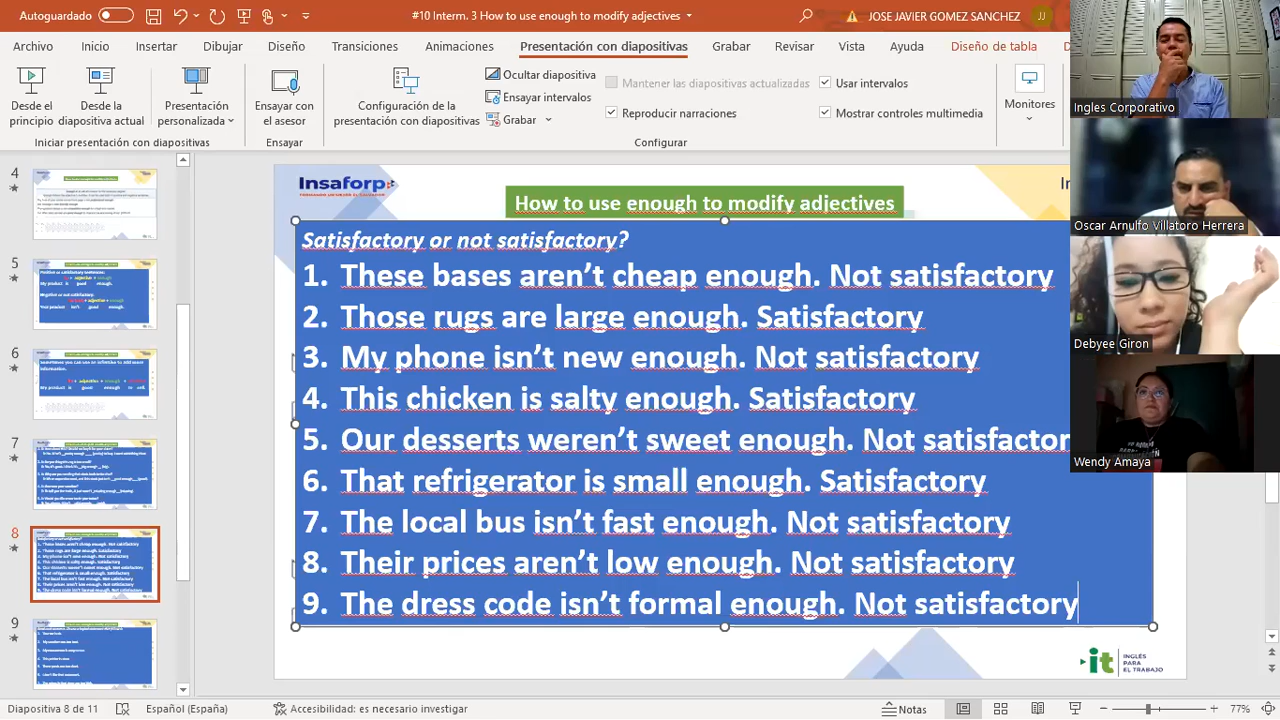 Autoguardado
#10 Interm. 3 How to use enough to modify adjectives
JOSE JAVIER GOMEZ SANCHEZ
JJ
Archivo Inicio Insertar Dibujar Diseño Transiciones Animaciones Presentación con diapositivas Grabar Revisar Vista Ayuda Diseño de tabla
Desde el principio
Desde la diapositiva actual
Presentación personalizada
Iniciar presentación con diapositivas
Ensayar con el asesor
Ensayar
Configuración de la presentación con diapositivas
Ocultar diapositiva
Ensayar intervalos
Grabar
Mantener las diapositivas actualizadas
Reproducir narraciones
Usar intervalos
Mostrar controles multimedia
Configurar
Monitores
Ingles Corporativo
Oscar Arnulfo Villatoro Herrera
Debyee Giron
Wendy Amaya
4
5
6
7
8
9
Insaforp
How to use enough to modify adjectives
Satisfactory or not satisfactory?
1. These bases aren't cheap enough. Not satisfactory
2. Those rugs are large enough. Satisfactory
3. My phone isn't new enough. Not satisfactory
4. This chicken is salty enough. Satisfactory
5. Our desserts weren't sweet enough. Not satisfactor
6. That refrigerator is small enough. Satisfactory
7. The local bus isn't fast enough. Not satisfactory
8. Their prices aren't low enough. Not satisfactory
9. The dress code isn't formal enough. Not satisfactory
it INGLÉS
PARA
EL TRABAJO
Diapositiva 8 de 11
Español (España)
Accesibilidad: es necesario investigar
Notas
77%